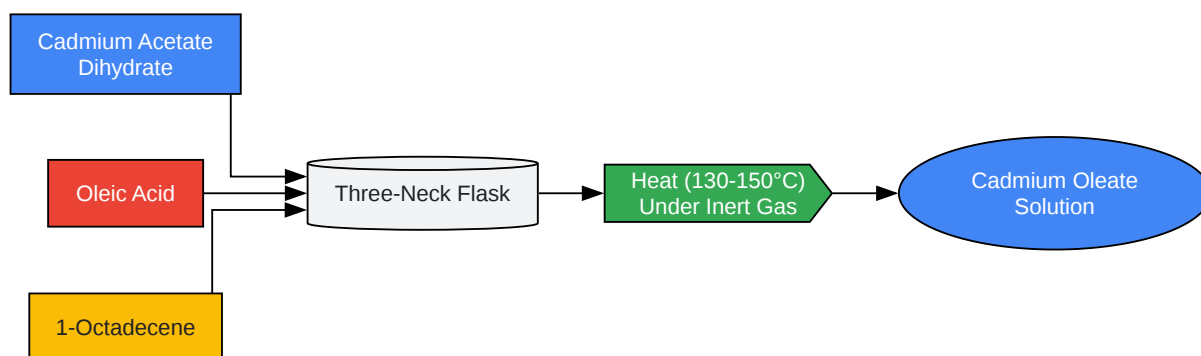 Cadmium Acetate
Dihydrate
Oleic Acid
1-Octadecene
Three-Neck Flask
Heat (130-150°C)
Under Inert Gas
Cadmium Oleate
Solution